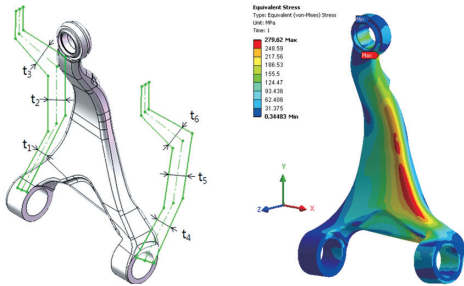 t₃
t₂
t₁
t₆
t₅
t₄
Equivalent Stress
Type: Equivalent (von-Mises) Stress
Unit: MPa
Time: 1
279.62 Max
248.59
217.56
186.53
155.5
124.47
93.436
62.406
31.375
0.34483 Min
Min
Max
Y
Z
X